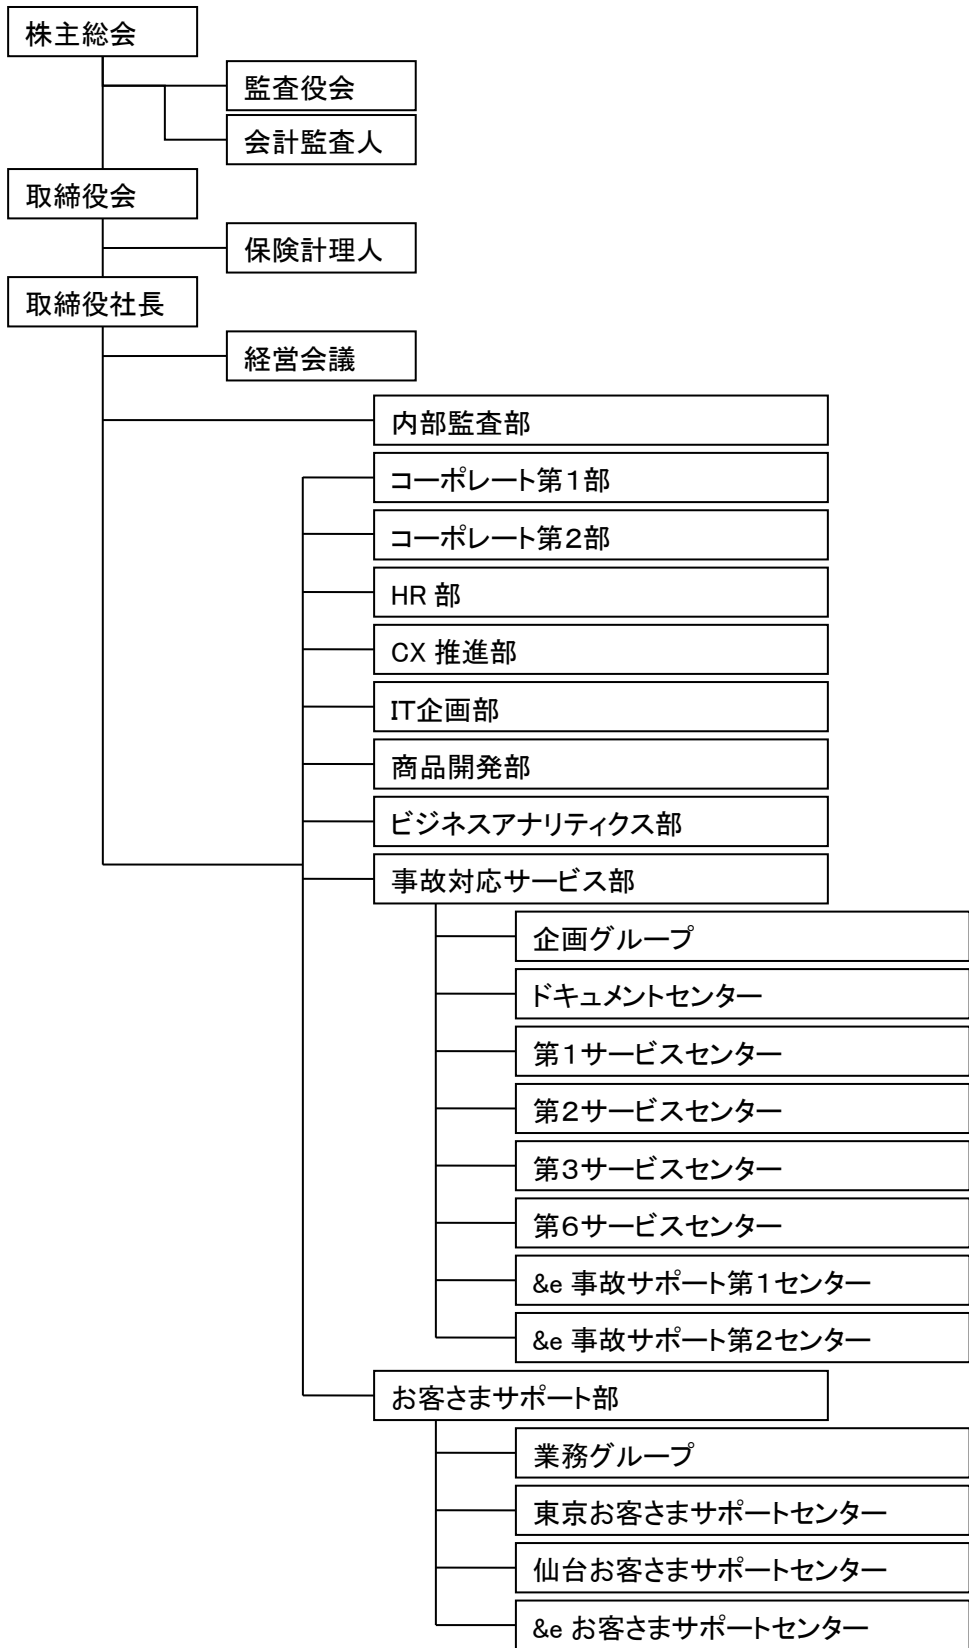 株主総会
監査役会
会計監査人
取締役会
保険計理人
取締役社長
経営会議
内部監査部
コーポレート第1部
コーポレート第2部
HR 部
CX 推進部
IT企画部
商品開発部
ビジネスアナリティクス部
事故対応サービス部
企画グループ
ドキュメントセンター
第1サービスセンター
第2サービスセンター
第3サービスセンター
第6サービスセンター
&e 事故サポート第1センター
&e 事故サポート第2センター
お客さまサポート部
業務グループ
東京お客さまサポートセンター
仙台お客さまサポートセンター
&e お客さまサポートセンター